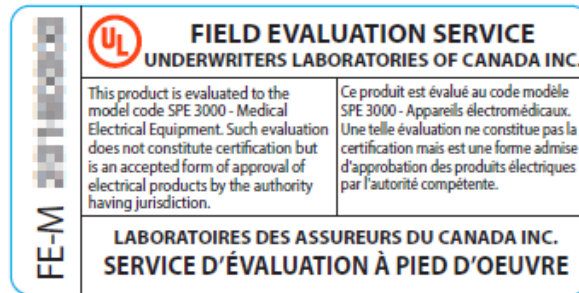 FE-M
UL
FIELD EVALUATION SERVICE
UNDERWRITERS LABORATORIES OF CANADA INC.
This product is evaluated to the
model code SPE 3000 - Medical
Electrical Equipment. Such evaluation
does not constitute certification but
is an accepted form of approval of
electrical products by the authority
having jurisdiction.
Ce produit est évalué au code modèle
SPE 3000 - Appareils électromédicaux.
Une telle évaluation ne constitue pas la
certification mais est une forme admise
d'approbation des produits électriques
par l'autorité compétente.
LABORATOIRES DES ASSUREURS DU CANADA INC.
SERVICE D'ÉVALUATION À PIED D'OEUVRE